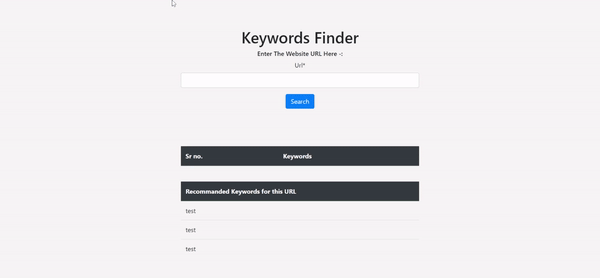 Keywords Finder
Enter The Website URL Here -:
Url*
Search
Sr no. Keywords
Recommanded Keywords for this URL
test
test
test